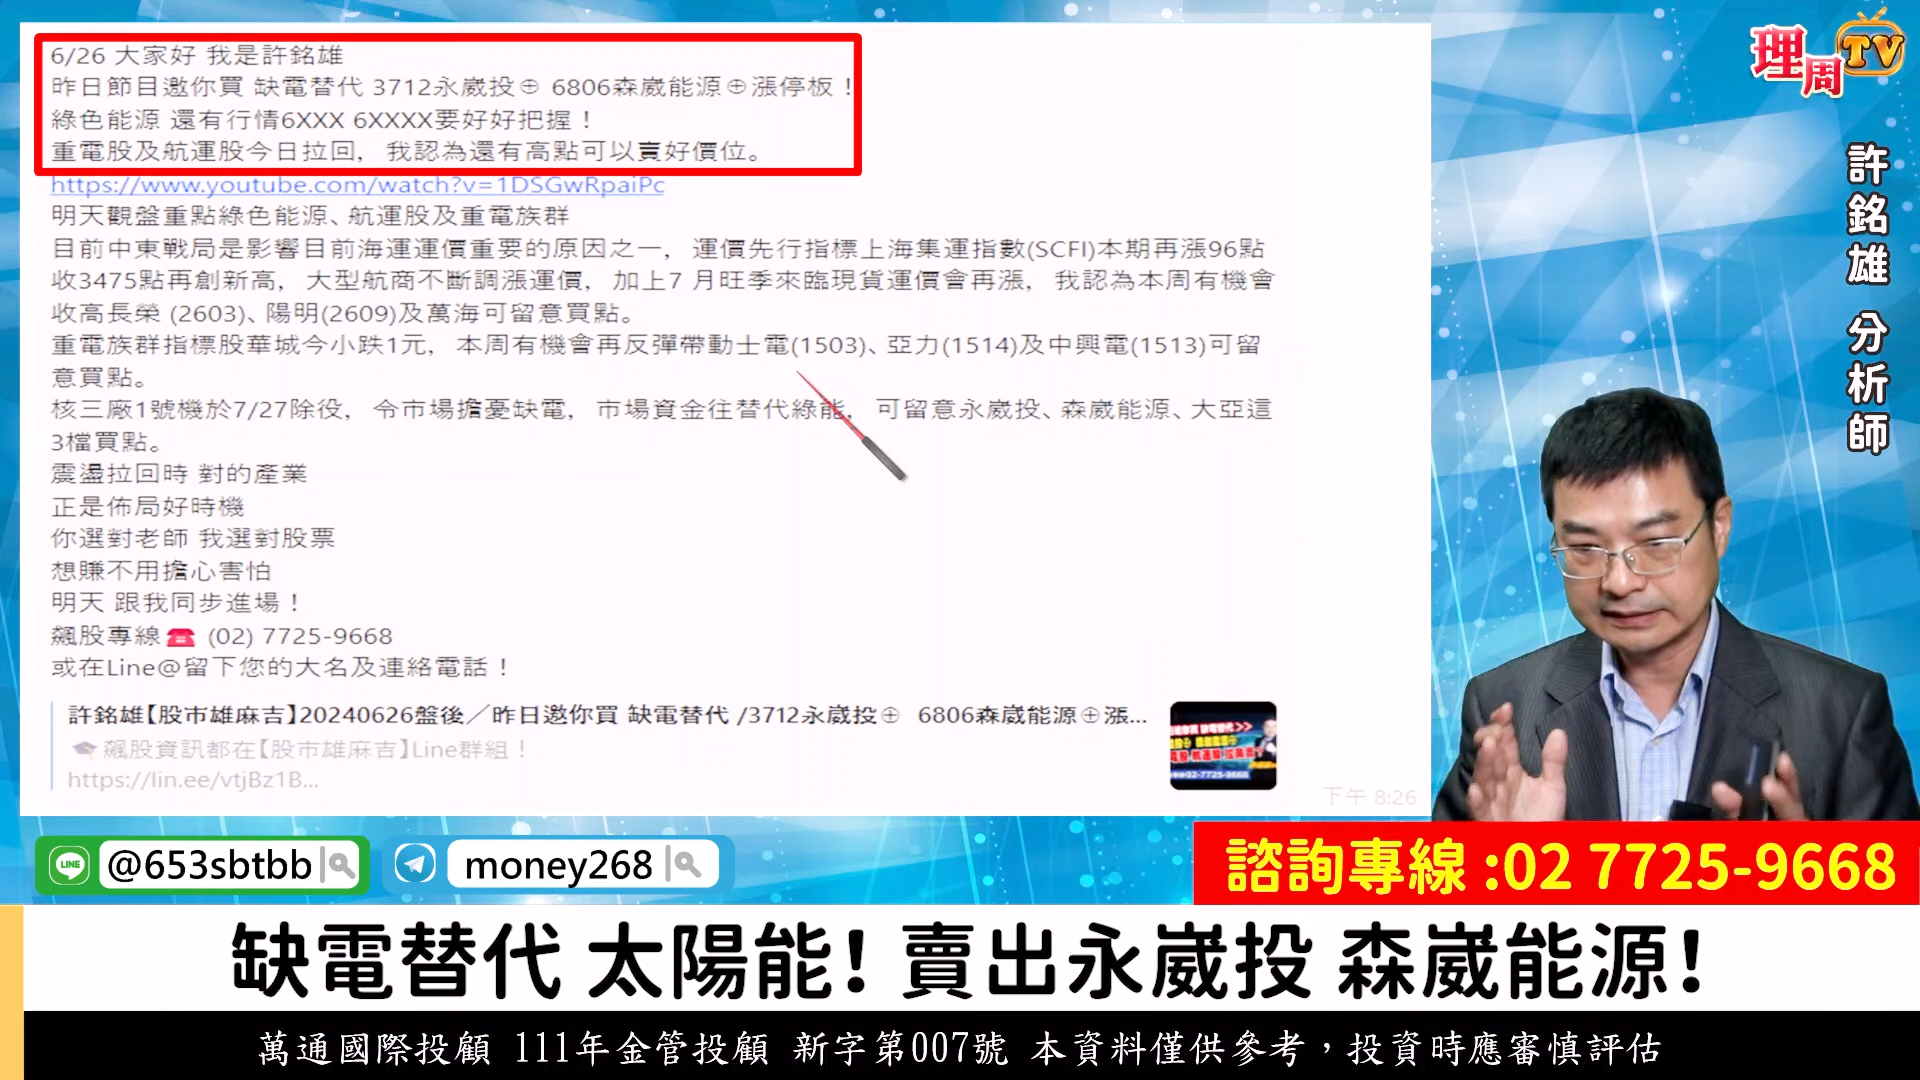 6/26 大家好 我是許銘雄
昨日節目邀你買 缺電替代 3712永崴投㊉ 6806森崴能源㊉漲停板！
綠色能源 還有行情6XXX 6XXXX要好好把握！
重電股及航運股今日拉回，我認為還有高點可以賣好價位。
https://www.youtube.com/watch?v=1DSGwRpaiPc
明天觀盤重點綠色能源、航運股及重電族群
目前中東戰局是影響目前海運運價重要的原因之一，運價先行指標上海集運指數(SCFI)本期再漲96點
收3475點再創新高，大型航商不斷調漲運價，加上7 月旺季來臨現貨運價會再漲，我認為本周有機會
收高長榮 (2603)、陽明(2609)及萬海可留意買點。
重電族群指標股華城今小跌1元，本周有機會再反彈帶動士電(1503)、亞力(1514)及中興電(1513)可留
意買點。
核三廠1號機於7/27除役，令市場擔憂缺電，市場資金往替代綠能，可留意永崴投、森崴能源、大亞這
3檔買點。
震盪拉回時 對的產業
正是佈局好時機
你選對老師 我選對股票
想賺不用擔心害怕
明天 跟我同步進場！
飆股專線☎ (02) 7725-9668
或在Line@留下您的大名及連絡電話！
許銘雄【股市雄麻吉】20240626盤後／昨日邀你買 缺電替代 /3712永崴投㊉ 6806森崴能源㊉漲...
飆股資訊都在【股市雄麻吉】Line群組！
https://lin.ee/vtjBz1B...
下午 8:26
理周TV
許銘雄 分析師
LINE @653sbtbb
money268
諮詢專線:02 7725-9668
缺電替代 太陽能！賣出永崴投 森崴能源！
萬通國際投顧 111年金管投顧 新字第007號 本資料僅供參考，投資時應審慎評估